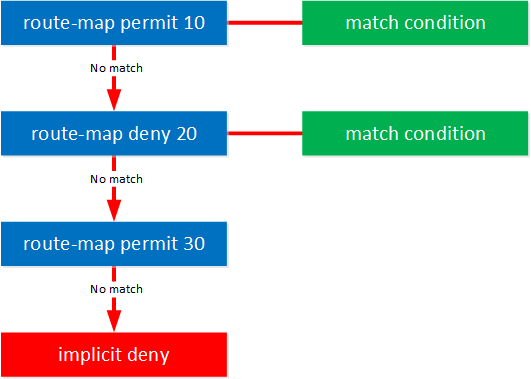 route-map permit 10
match condition
No match
route-map deny 20
match condition
No match
route-map permit 30
No match
implicit deny